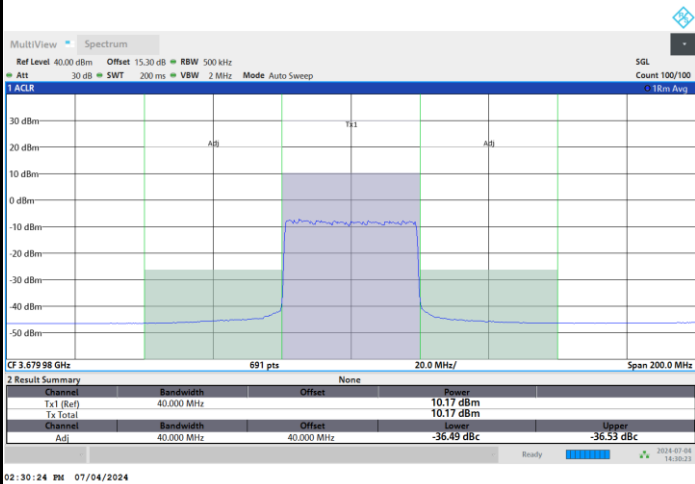 MultiView Spectrum
Ref Level 40.00 dBm Offset 15.30 dB RBW 500 kHz SGL
Att 30 dB SWT 200 ms VBW 2 MHz Mode Auto Sweep Count 100/100
1 ACLR 1Rm Avg
30 dBm
Tx1
20 dBm
Adj Adj
10 dBm
0 dBm
-10 dBm
-20 dBm
-30 dBm
-40 dBm
-50 dBm
CF 3.679 98 GHz 691 pts 20.0 MHz/ Span 200.0 MHz
2 Result Summary None
Channel Bandwidth Offset Power
Tx1 (Ref) 40.000 MHz 10.17 dBm
Tx Total 10.17 dBm
Channel Bandwidth Offset Lower Upper
Adj 40.000 MHz 40.000 MHz -36.49 dBc -36.53 dBc
Ready 2024-07-04
14:30:23
02:30:24 PM 07/04/2024